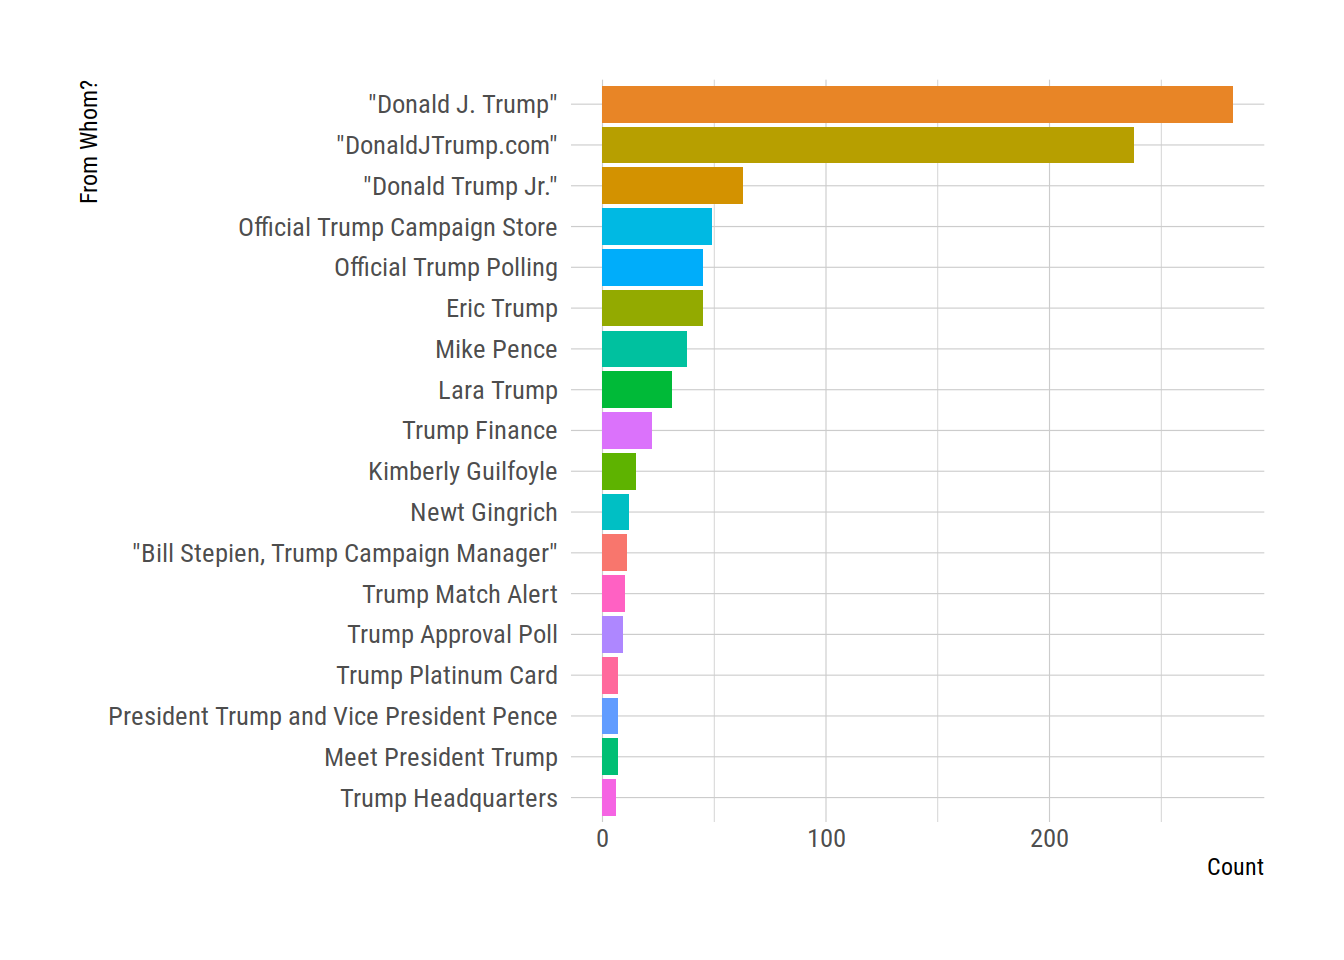 From Whom?
"Donald J. Trump"
"DonaldJTrump.com"
"Donald Trump Jr."
Official Trump Campaign Store
Official Trump Polling
Eric Trump
Mike Pence
Lara Trump
Trump Finance
Kimberly Guilfoyle
Newt Gingrich
"Bill Stepien, Trump Campaign Manager"
Trump Match Alert
Trump Approval Poll
Trump Platinum Card
President Trump and Vice President Pence
Meet President Trump
Trump Headquarters
0 100 200
Count